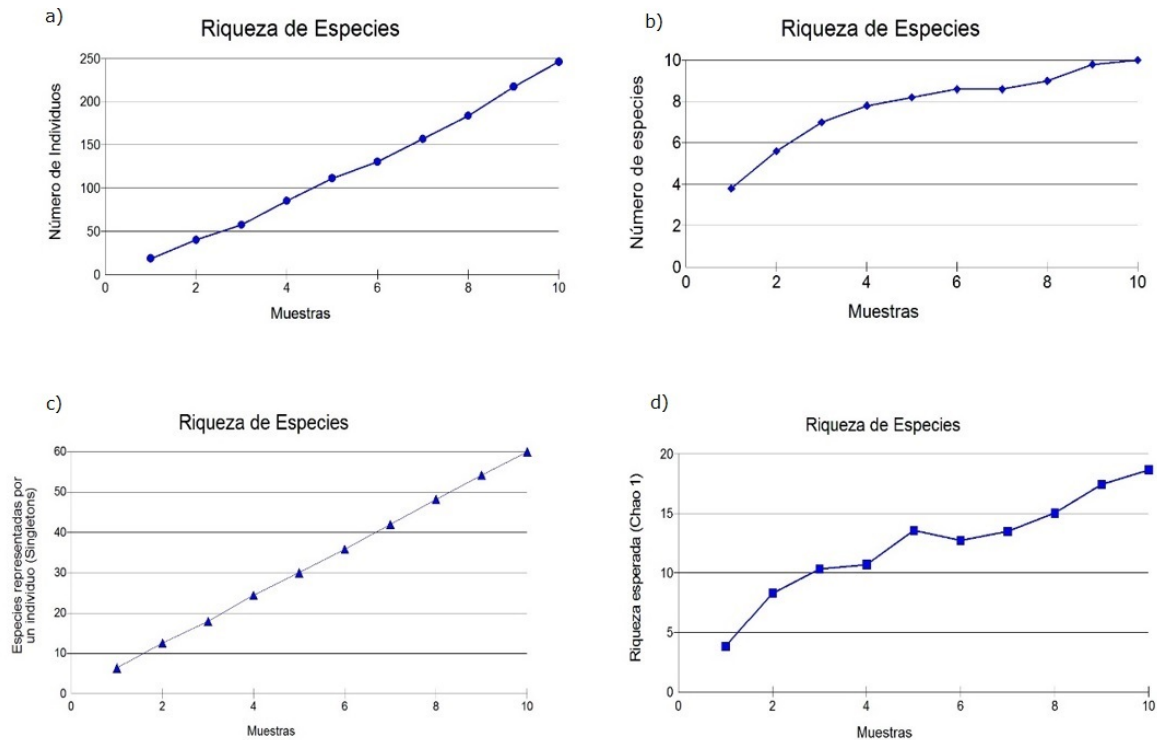 a)
Riqueza de Especies
Número de Individuos
250
200
150
100
50
0
0 2 4 6 8 10
Muestras
b)
Riqueza de Especies
Número de especies
10
8
6
4
2
0
0 2 4 6 8 10
Muestras
c)
Riqueza de Especies
Especies representadas por
un individuo (Singletons)
60
50
40
30
20
10
0
0 2 4 6 8 10
Muestras
d)
Riqueza de Especies
Riqueza esperada (Chao 1)
20
15
10
5
0
0 2 4 6 8 10
Muestras